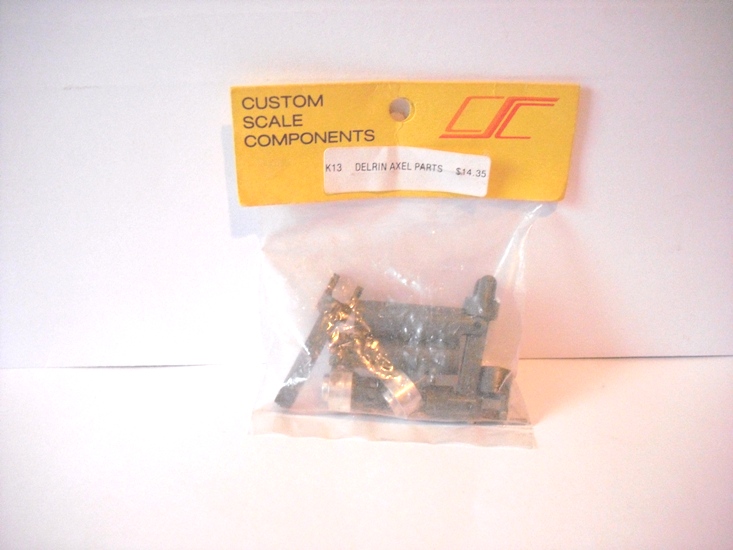 CUSTOM
SCALE
COMPONENTS
K13 DELRIN AXEL PARTS $14.35